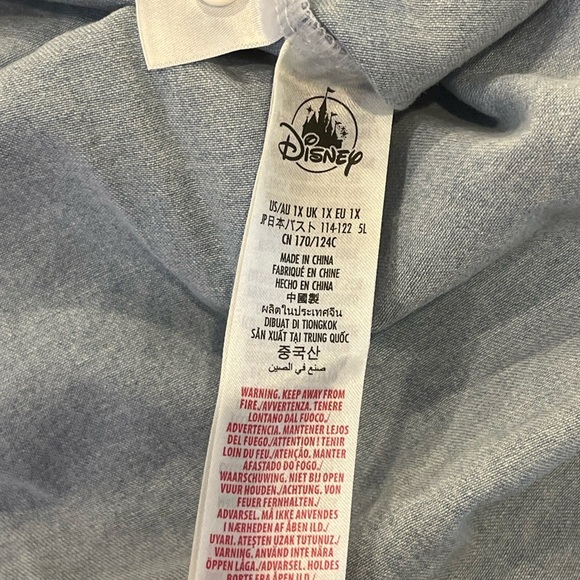 Disney
US/AU 1X UK 1X EU 1X
JP日本バスト 114-122 5L
CN 170/124C
MADE IN CHINA
FABRIQUÉ EN CHINE
HECHO EN CHINA
中國製
ผลิตในประเทศจีน
DIBUAT DI TIONGKOK
SẢN XUẤT TẠI TRUNG QUỐC
중국산
صنع في الصين
WARNING. KEEP AWAY FROM
FIRE./AVVERTENZA. TENERE
LONTANO DAL FUOCO./
ADVERTENCIA. MANTENER LEJOS
DEL FUEGO./ATTENTION ! TENIR
LOIN DU FEU./ATENÇÃO. MANTER
AFASTADO DO FOGO./
WAARSCHUWING. NIET BIJ OPEN
VUUR HOUDEN./ACHTUNG. VON
FEUER FERNHALTEN./
ADVARSEL. MÅ IKKE ANVENDES
I NÆRHEDEN AF ÅBEN ILD./
UYARI. ATEŞTEN UZAK TUTUNUZ./
VARNING. ANVÄND INTE NÄRA
ÖPPEN LÅGA./ADVARSEL. HOLDES
BORTE FRA ÅPEN ILD./